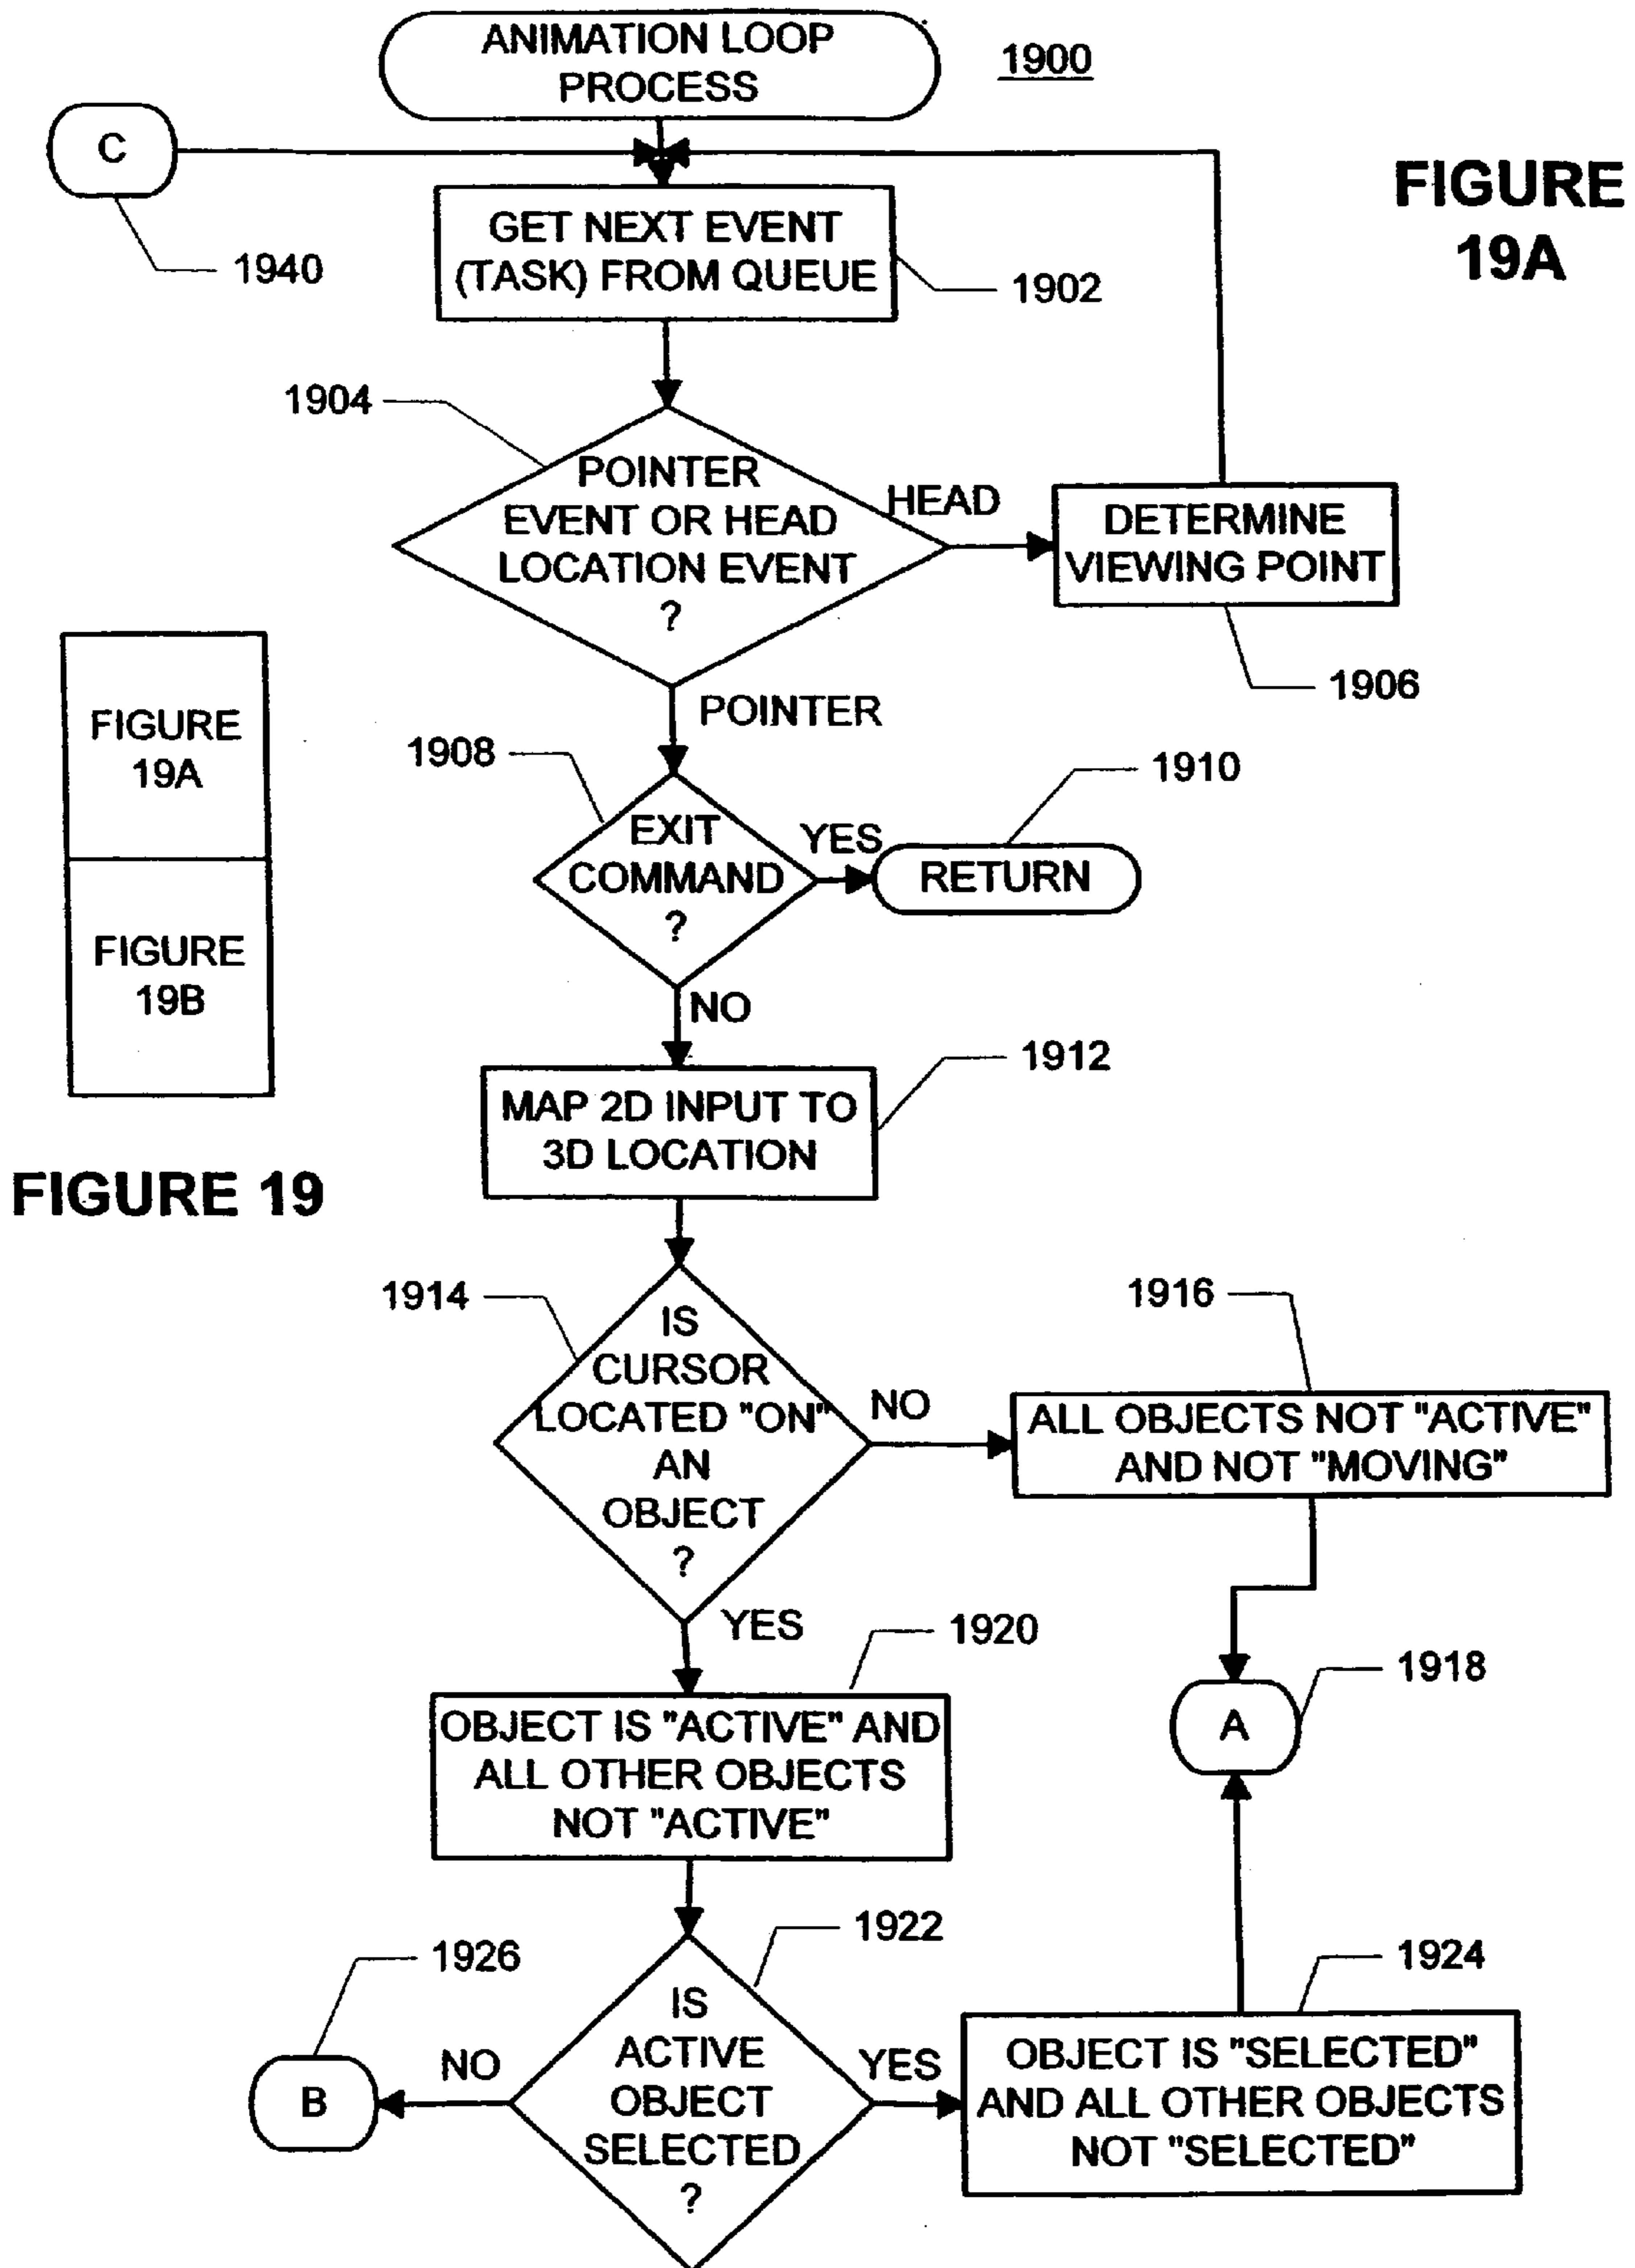 ANIMATION LOOP
PROCESS
1900
C
1940
FIGURE
19A
GET NEXT EVENT
(TASK) FROM QUEUE
1902
1904
POINTER
EVENT OR HEAD
LOCATION EVENT
?
HEAD
DETERMINE
VIEWING POINT
1906
POINTER
FIGURE
19A
FIGURE
19B
FIGURE 19
1908
EXIT
COMMAND
?
YES
1910
RETURN
NO
1912
MAP 2D INPUT TO
3D LOCATION
1914
IS
CURSOR
LOCATED "ON"
AN
OBJECT
?
NO
1916
ALL OBJECTS NOT "ACTIVE"
AND NOT "MOVING"
YES
1918
A
1920
OBJECT IS "ACTIVE" AND
ALL OTHER OBJECTS
NOT "ACTIVE"
1922
IS
ACTIVE
OBJECT
SELECTED
?
NO
1926
B
YES
1924
OBJECT IS "SELECTED"
AND ALL OTHER OBJECTS
NOT "SELECTED"